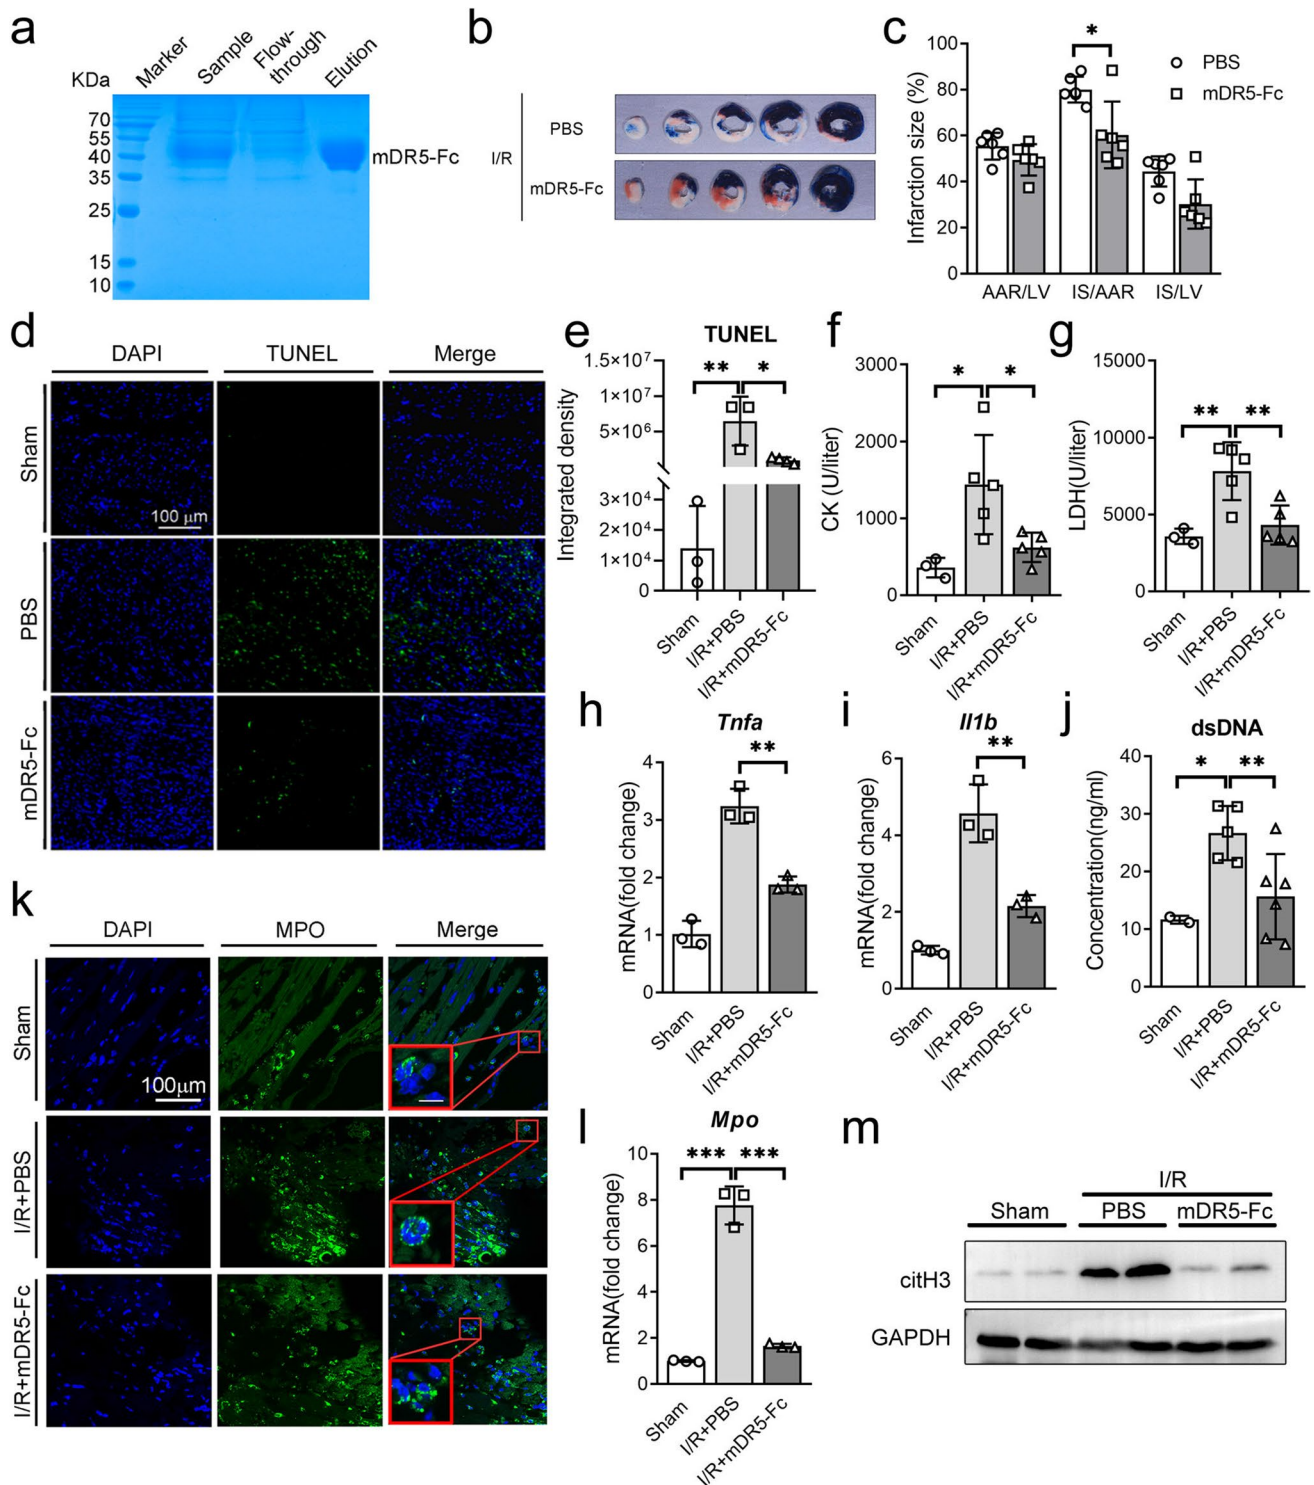 a
KDa
Marker
Sample
Flow-
through
Elution
70
55
40
35
25
15
10
mDR5-Fc
b
I/R
PBS
mDR5-Fc
c
Infarction size (%)
100
80
60
40
20
0
*
PBS
mDR5-Fc
AAR/LV
IS/AAR
IS/LV
d
DAPI
TUNEL
Merge
Sham
100 μm
PBS
mDR5-Fc
e
TUNEL
Integrated density
1.5×10⁷
1×10⁷
5×10⁶
3×10⁴
2×10⁴
1×10⁴
0
**
*
Sham
I/R+PBS
I/R+mDR5-Fc
f
CK (U/liter)
3000
2000
1000
0
*
*
Sham
I/R+PBS
I/R+mDR5-Fc
g
LDH(U/liter)
15000
10000
5000
0
**
**
Sham
I/R+PBS
I/R+mDR5-Fc
h
Tnfa
mRNA(fold change)
4
3
2
1
0
**
Sham
I/R+PBS
I/R+mDR5-Fc
i
Il1b
mRNA(fold change)
6
4
2
0
**
Sham
I/R+PBS
I/R+mDR5-Fc
j
dsDNA
Concentration(ng/ml)
40
30
20
10
0
*
**
Sham
I/R+PBS
I/R+mDR5-Fc
k
DAPI
MPO
Merge
Sham
100μm
I/R+PBS
I/R+mDR5-Fc
l
Mpo
mRNA(fold change)
10
8
6
4
2
0
***
***
Sham
I/R+PBS
I/R+mDR5-Fc
m
I/R
Sham
PBS
mDR5-Fc
citH3
GAPDH